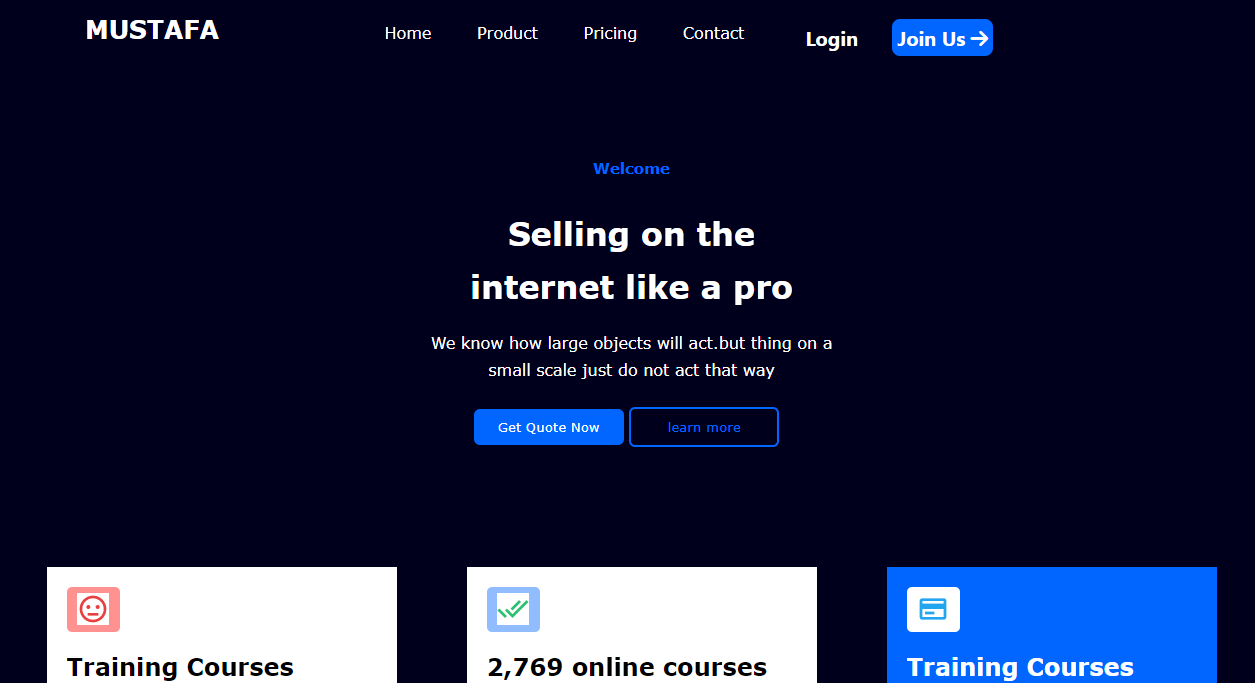 MUSTAFA
Home Product Pricing Contact Login Join Us
Welcome
Selling on the
internet like a pro
We know how large objects will act.but thing on a
small scale just do not act that way
Get Quote Now learn more
Training Courses 2,769 online courses Training Courses